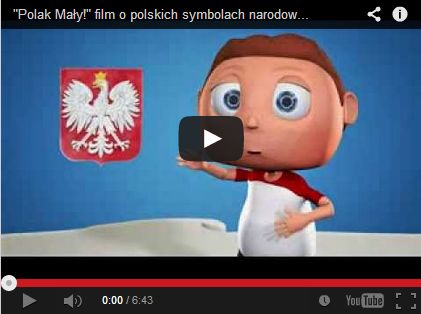 "Polak Mały!" film o polskich symbolach narodow...
0:00 / 6:43
YouTube